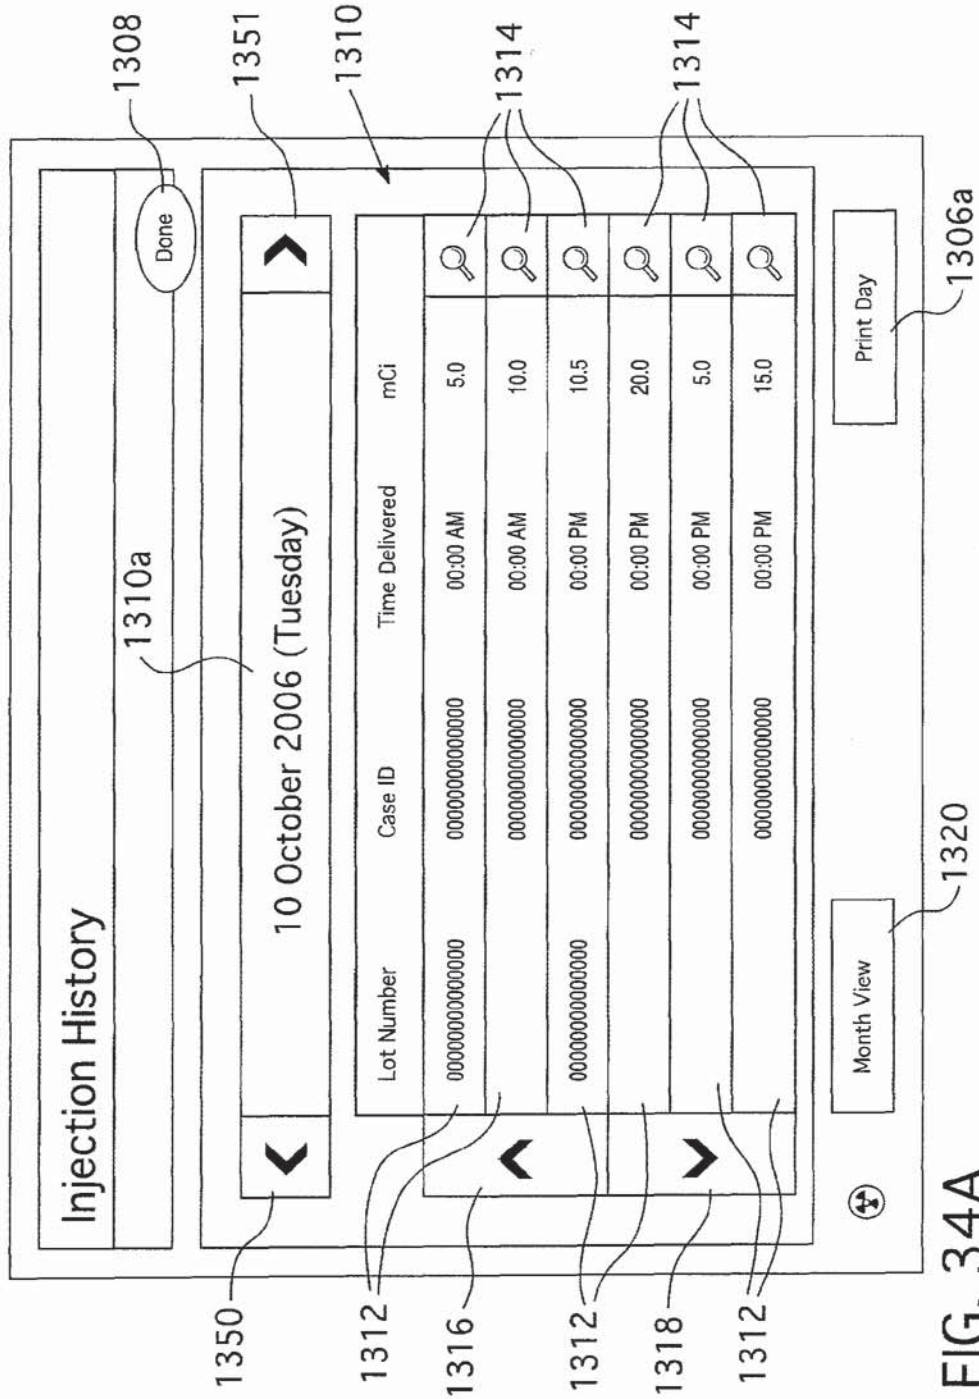 Injection History
1308
Done
1310a
1351
1350
10 October 2006 (Tuesday)
1310
Lot Number Case ID Time Delivered mCi
0000000000000 0000000000000 00:00 AM 5.0
0000000000000 00:00 AM 10.0
0000000000000 0000000000000 00:00 PM 10.5
0000000000000 00:00 PM 20.0
0000000000000 00:00 PM 5.0
0000000000000 00:00 PM 15.0
1312
1316
1312
1318
1312
1314
1314
Month View
Print Day
1320
1306a
FIG. 34A